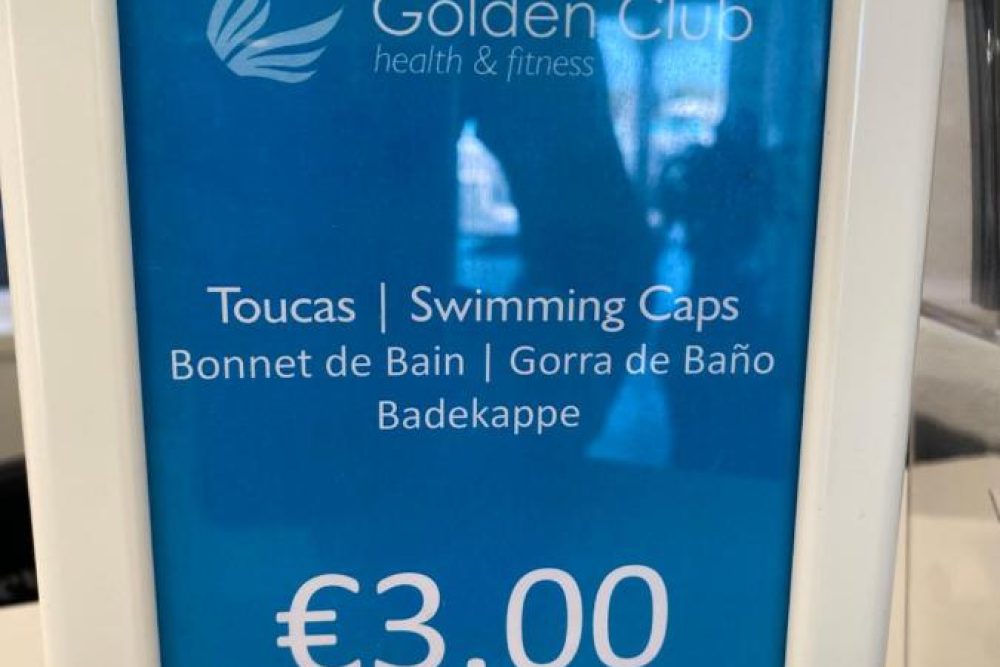 Golden Club
health & fitness
Toucas | Swimming Caps
Bonnet de Bain | Gorra de Baño
Badekappe
€3.00